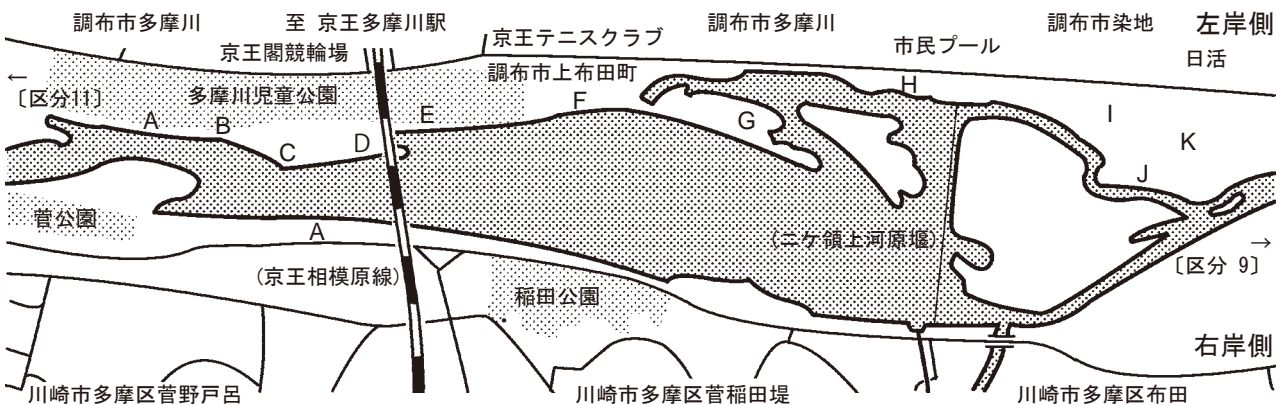 調布市多摩川
至 京王多摩川駅
調布市多摩川
調布市染地
左岸側
京王閣競輪場
京王テニスクラブ
市民プール
日活
←
〔区分11〕
多摩川児童公園
調布市上布田町
A
B
C
D
E
F
G
H
I
J
K
菅公園
A
(京王相模原線)
稲田公園
(二ケ領上河原堰)
→
〔区分 9〕
右岸側
川崎市多摩区菅野戸呂
川崎市多摩区菅稲田堤
川崎市多摩区布田